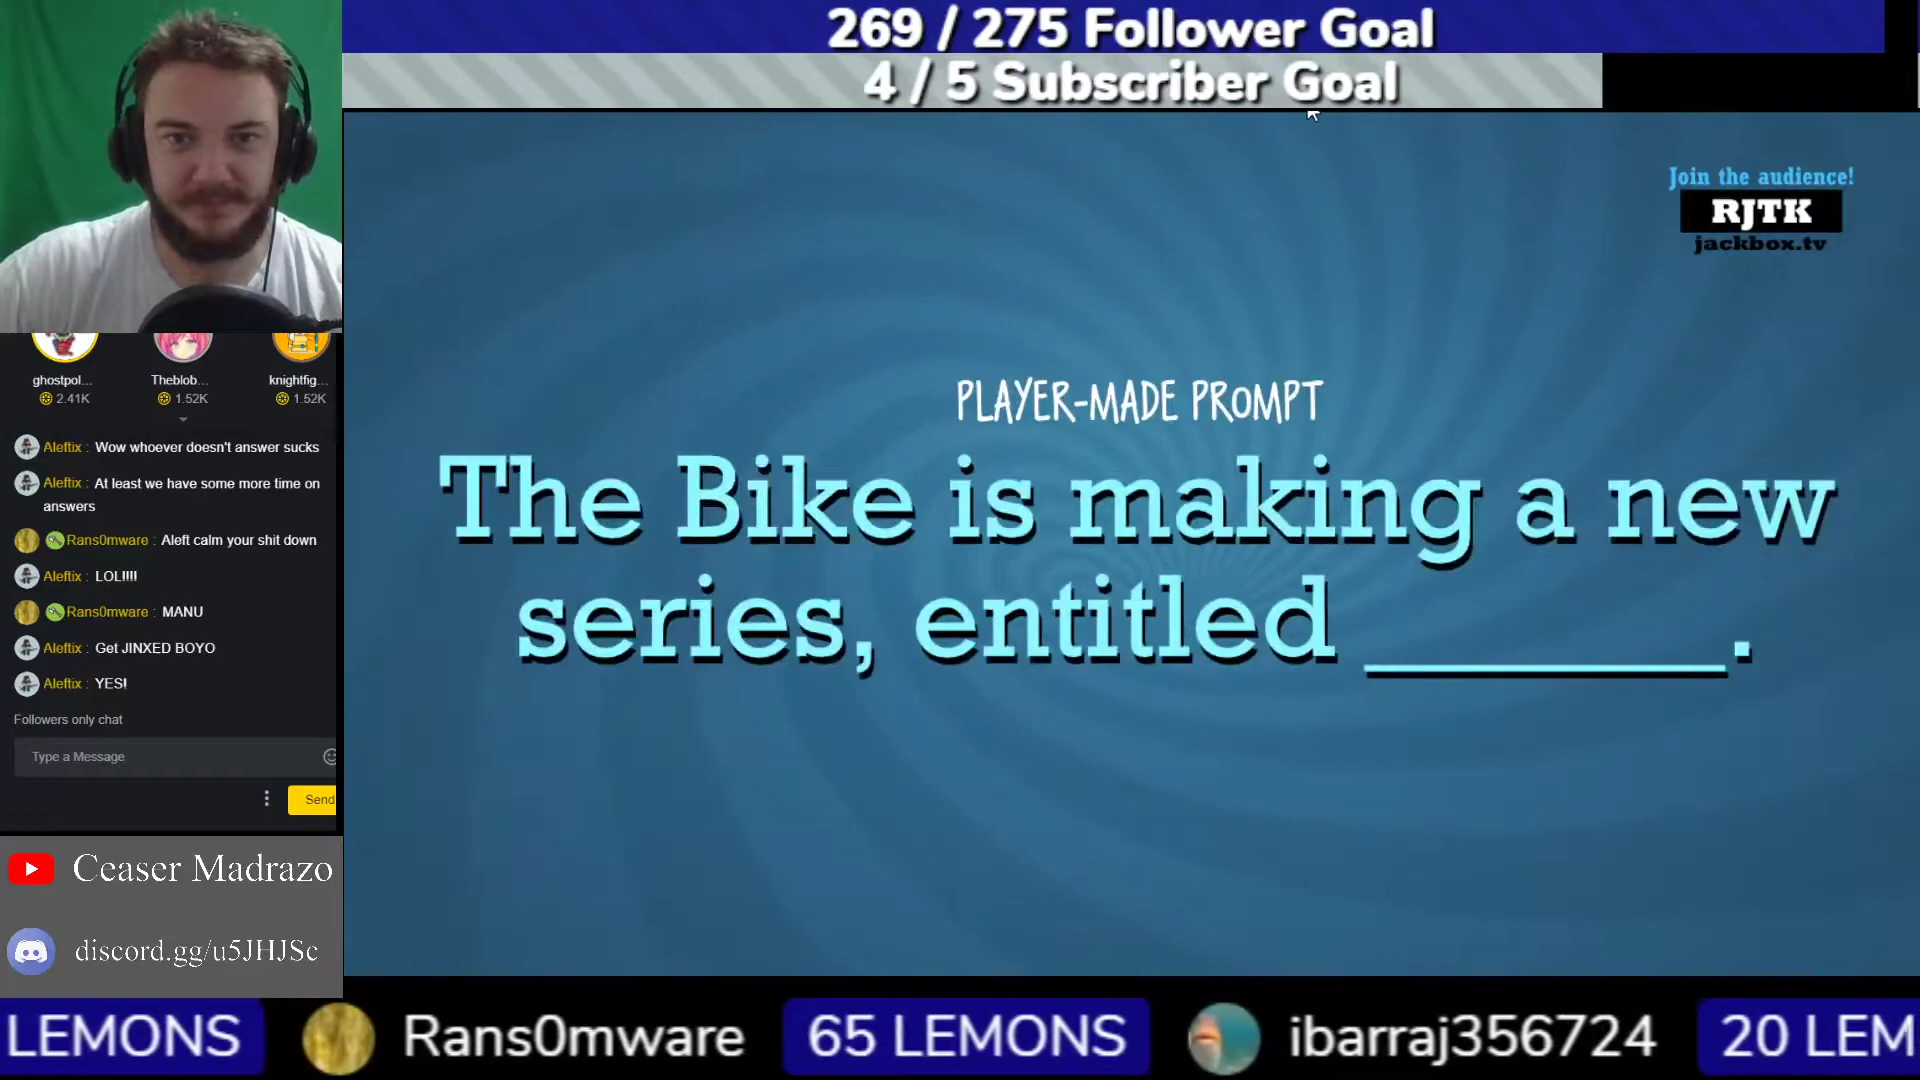 269 / 275 Follower Goal
4 / 5 Subscriber Goal
Join the audience!
RJTK
jackbox.tv
PLAYER-MADE PROMPT
The Bike is making a new
series, entitled ______.
ghostpol... Theblob... knightfig...
2.41K 1.52K 1.52K
Aleftix : Wow whoever doesn't answer sucks
Aleftix : At least we have some more time on
answers
Rans0mware : Aleft calm your shit down
Aleftix : LOL!!!!
Rans0mware : MANU
Aleftix : Get JINXED BOYO
Aleftix : YES!
Followers only chat
Type a Message
Send
Ceaser Madrazo
discord.gg/u5JHJSc
LEMONS Rans0mware 65 LEMONS ibarraj356724 20 LEM